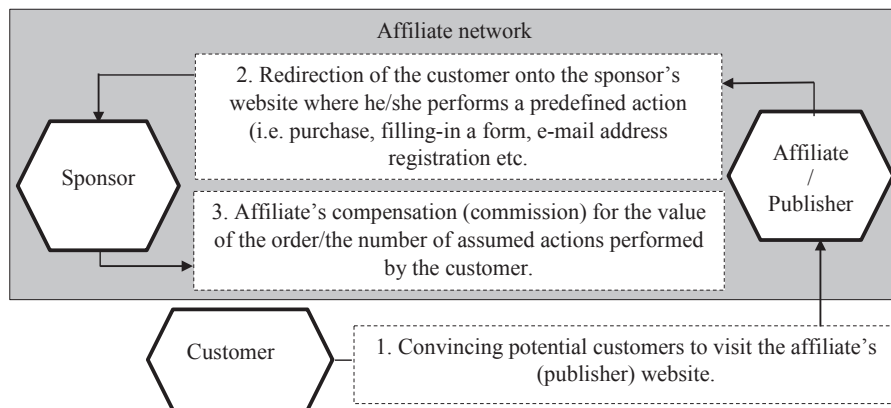 Affiliate network
2. Redirection of the customer onto the sponsor's
website where he/she performs a predefined action
(i.e. purchase, filling-in a form, e-mail address
registration etc.
Sponsor
Affiliate
/
Publisher
3. Affiliate's compensation (commission) for the value
of the order/the number of assumed actions performed
by the customer.
Customer
1. Convincing potential customers to visit the affiliate's
(publisher) website.